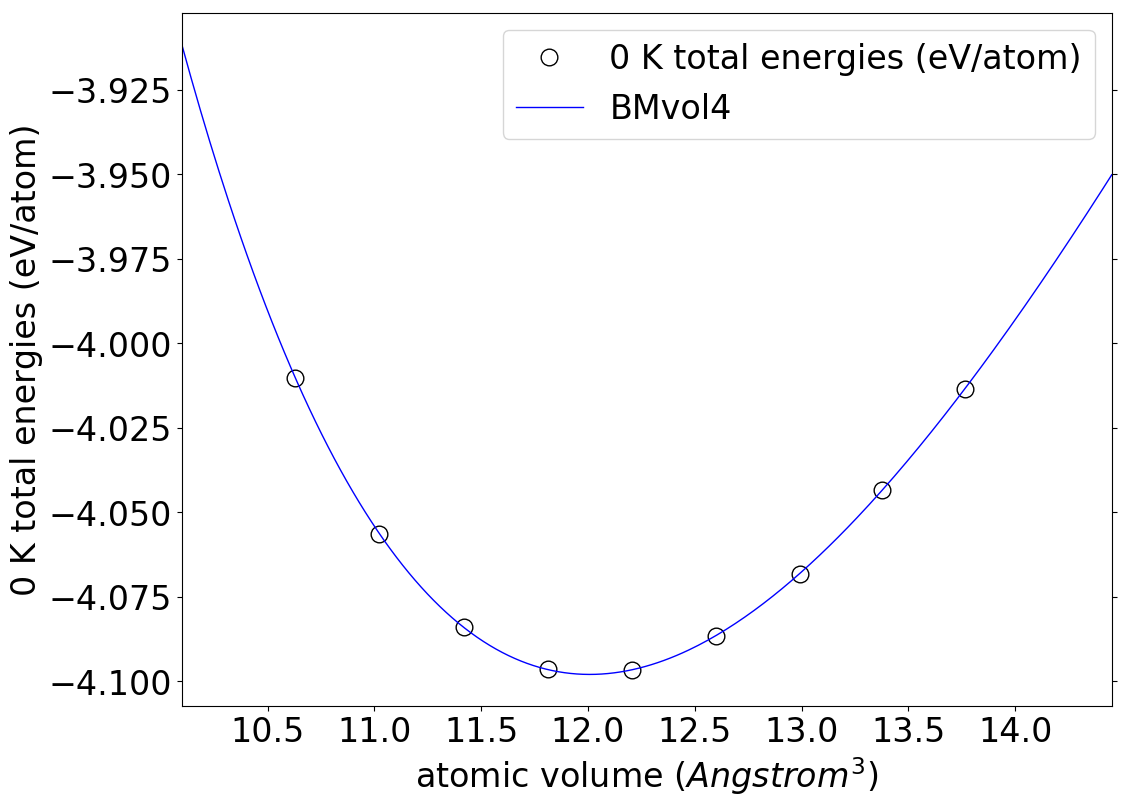 0 K total energies (eV/atom)
BMvol4
0 K total energies (eV/atom)
−3.925
−3.950
−3.975
−4.000
−4.025
−4.050
−4.075
−4.100
10.5 11.0 11.5 12.0 12.5 13.0 13.5 14.0
atomic volume (Angstrom³)